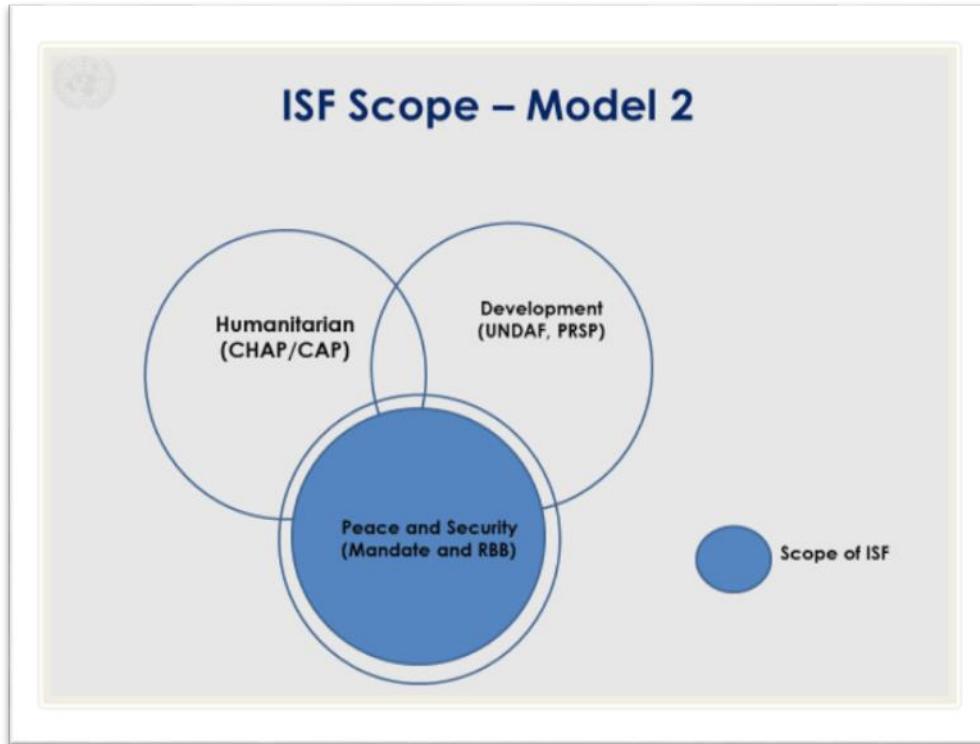 ISF Scope – Model 2
Humanitarian
(CHAP/CAP)
Development
(UNDAF, PRSP)
Peace and Security
(Mandate and RBB)
Scope of ISF